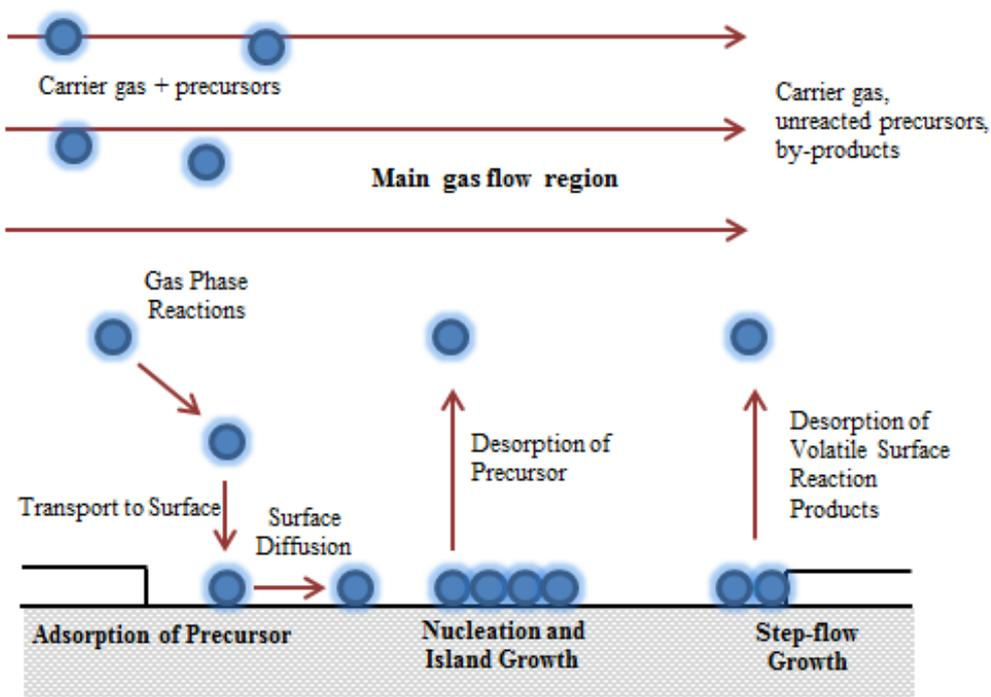 Carrier gas + precursors
Carrier gas,
unreacted precursors,
by-products
Main gas flow region
Gas Phase
Reactions
Desorption of
Precursor
Desorption of
Volatile Surface
Reaction
Products
Transport to Surface
Surface
Diffusion
Adsorption of Precursor
Nucleation and
Island Growth
Step-flow
Growth